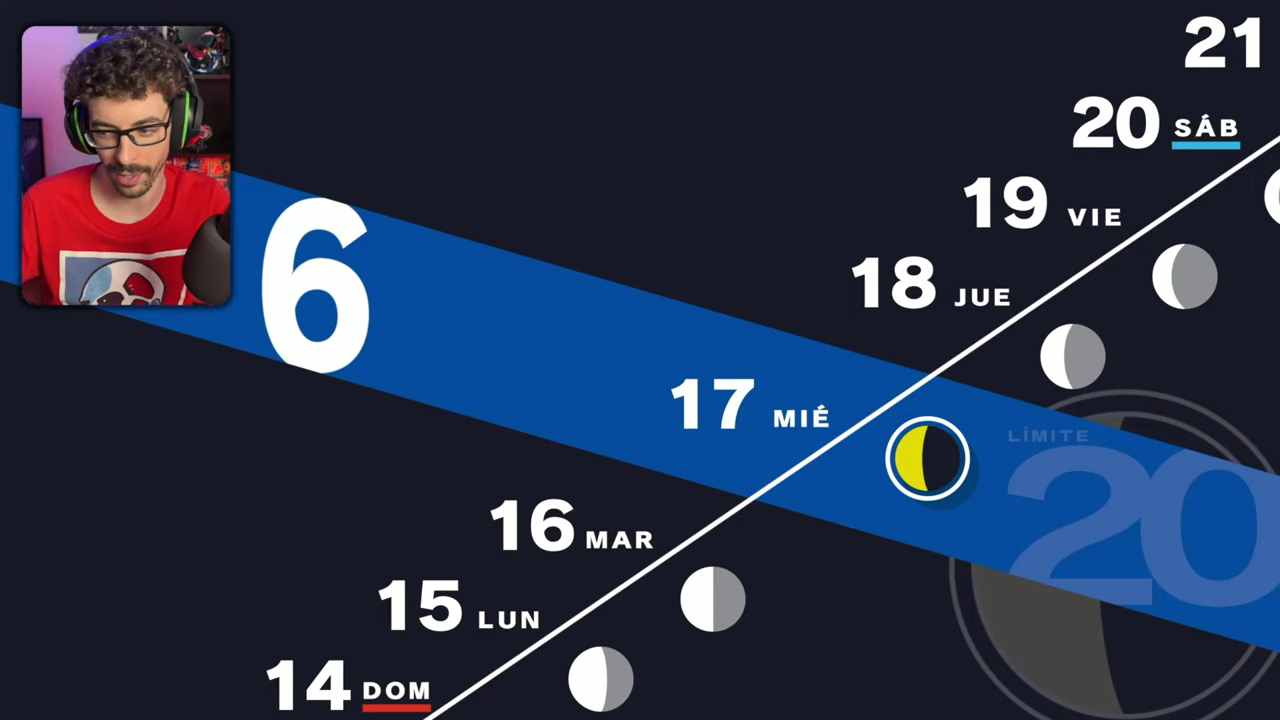 21
20 SÁB
19 VIE
18 JUE
6
17 MIÉ
LÍMITE
20
16 MAR
15 LUN
14 DOM